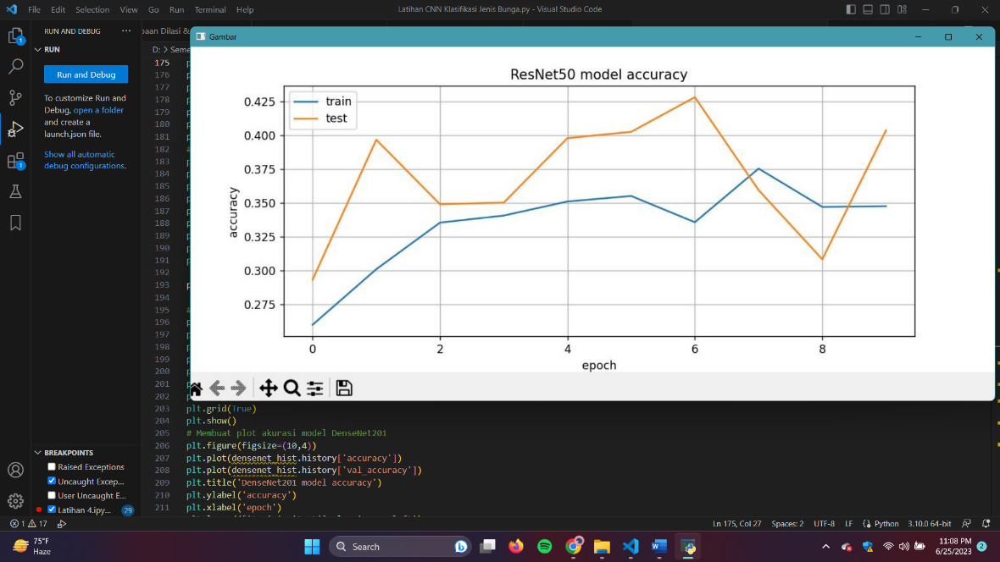 File Edit Selection View Go Run Terminal Help
Latihan CNN Klasifikasi Jenis Bunga.py - Visual Studio Code
RUN AND DEBUG ···
RUN
Run and Debug
To customize Run and
Debug, open a folder
and create a
launch.json file.
Show all automatic
debug configurations.
1
1
paan Dilasi &
D: > Seme
175 p
176 p
177 p
178 p
179 p
180 p
181 p
182 #
183 p
184 p
185 p
186 p
187 p
188 p
189 p
190 p
191 p
192
193 p
194
195 #
196 p
197 p
198 p
199 p
200 p
201 p
202 p
Gambar
ResNet50 model accuracy
train
test
0.425
0.400
0.375
0.350
0.325
0.300
0.275
accuracy
0 2 4 6 8
epoch
203 plt.grid(True)
204 plt.show()
205 # Membuat plot akurasi model DenseNet201
206 plt.figure(figsize=(10,4))
207 plt.plot(densenet_hist.history['accuracy'])
208 plt.plot(densenet_hist.history['val_accuracy'])
209 plt.title('DenseNet201 model accuracy')
210 plt.ylabel('accuracy')
211 plt.xlabel('epoch')
BREAKPOINTS
Raised Exceptions
Uncaught Excep...
User Uncaught E...
Latihan 4.ipy... 29
1 17
Ln 175, Col 27 Spaces: 2 UTF-8 LF Python 3.10.0 64-bit
75°F
Haze
Search
11:08 PM
6/25/2023
2